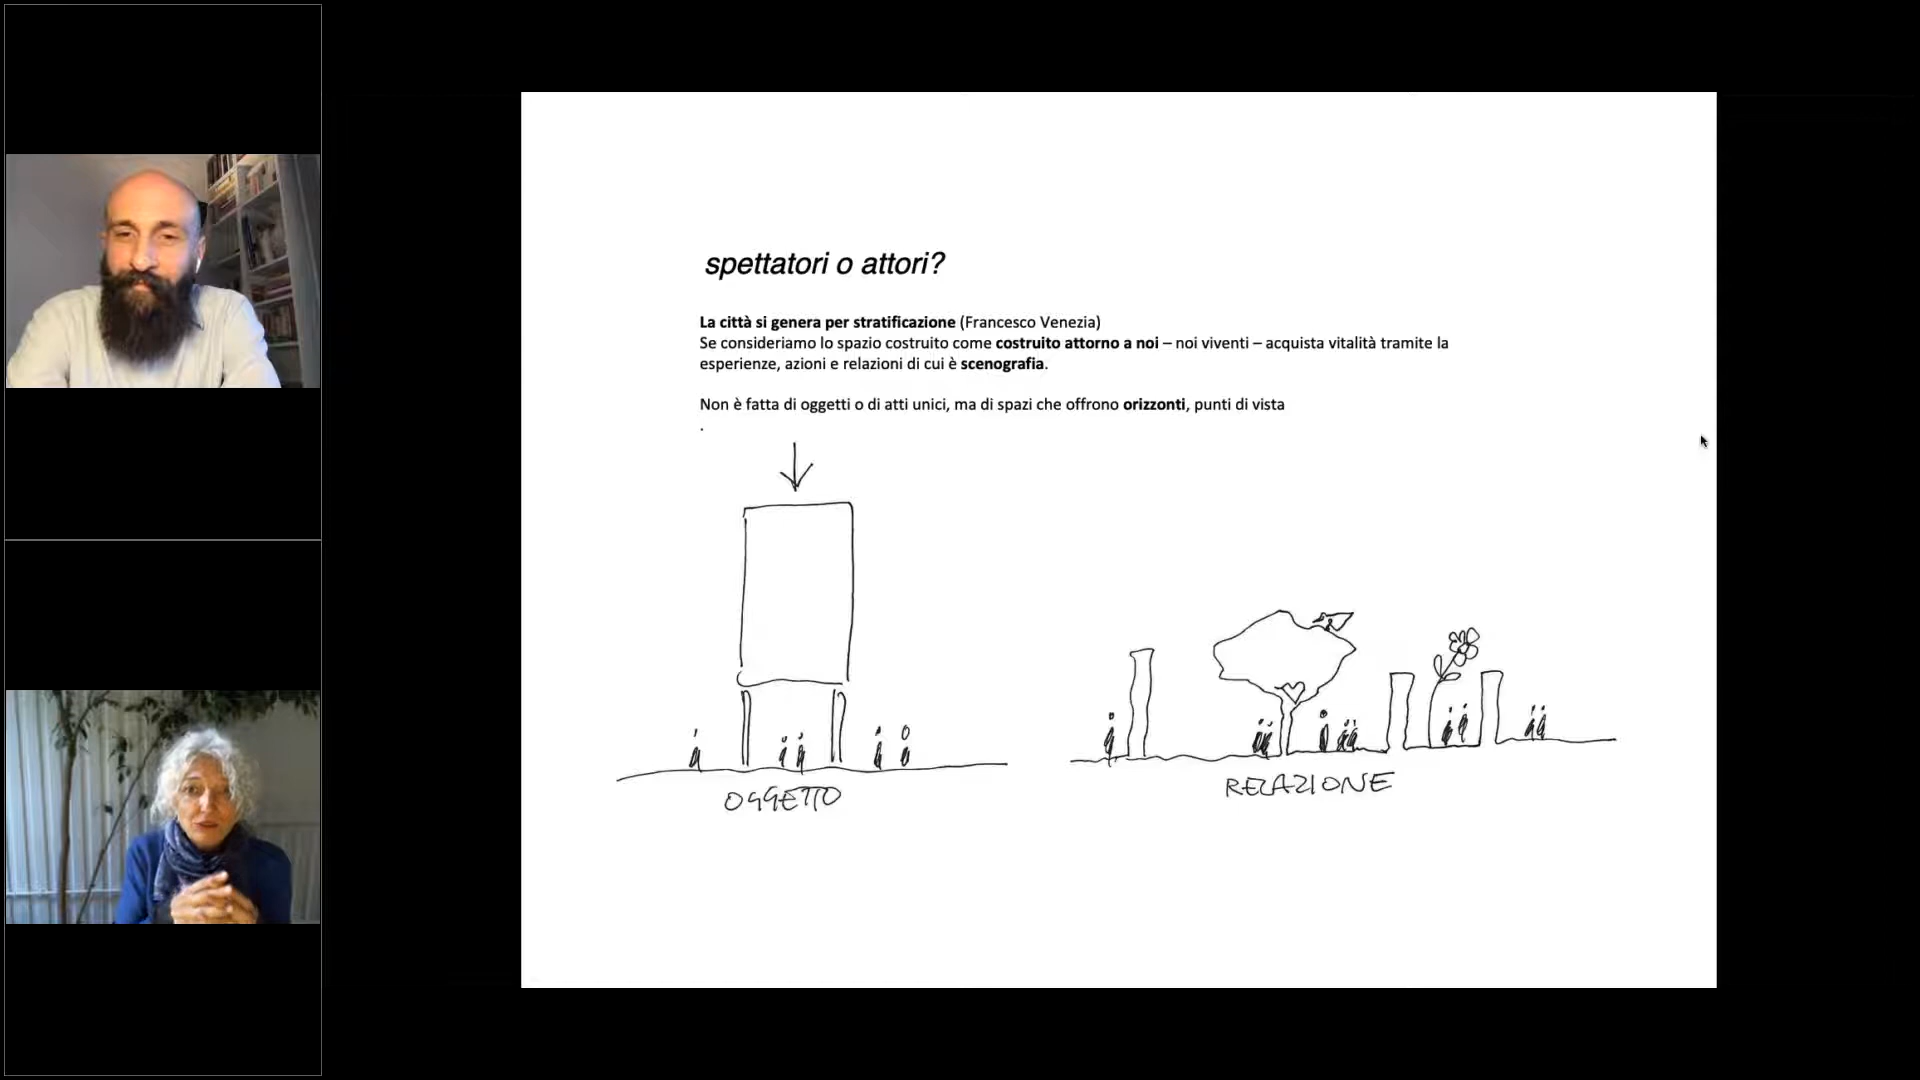 spettatori o attori?
La città si genera per stratificazione (Francesco Venezia)
Se consideriamo lo spazio costruito come costruito attorno a noi – noi viventi – acquista vitalità tramite la
esperienze, azioni e relazioni di cui è scenografia.
Non è fatta di oggetti o di atti unici, ma di spazi che offrono orizzonti, punti di vista
.
OGGETTO
RELAZIONE